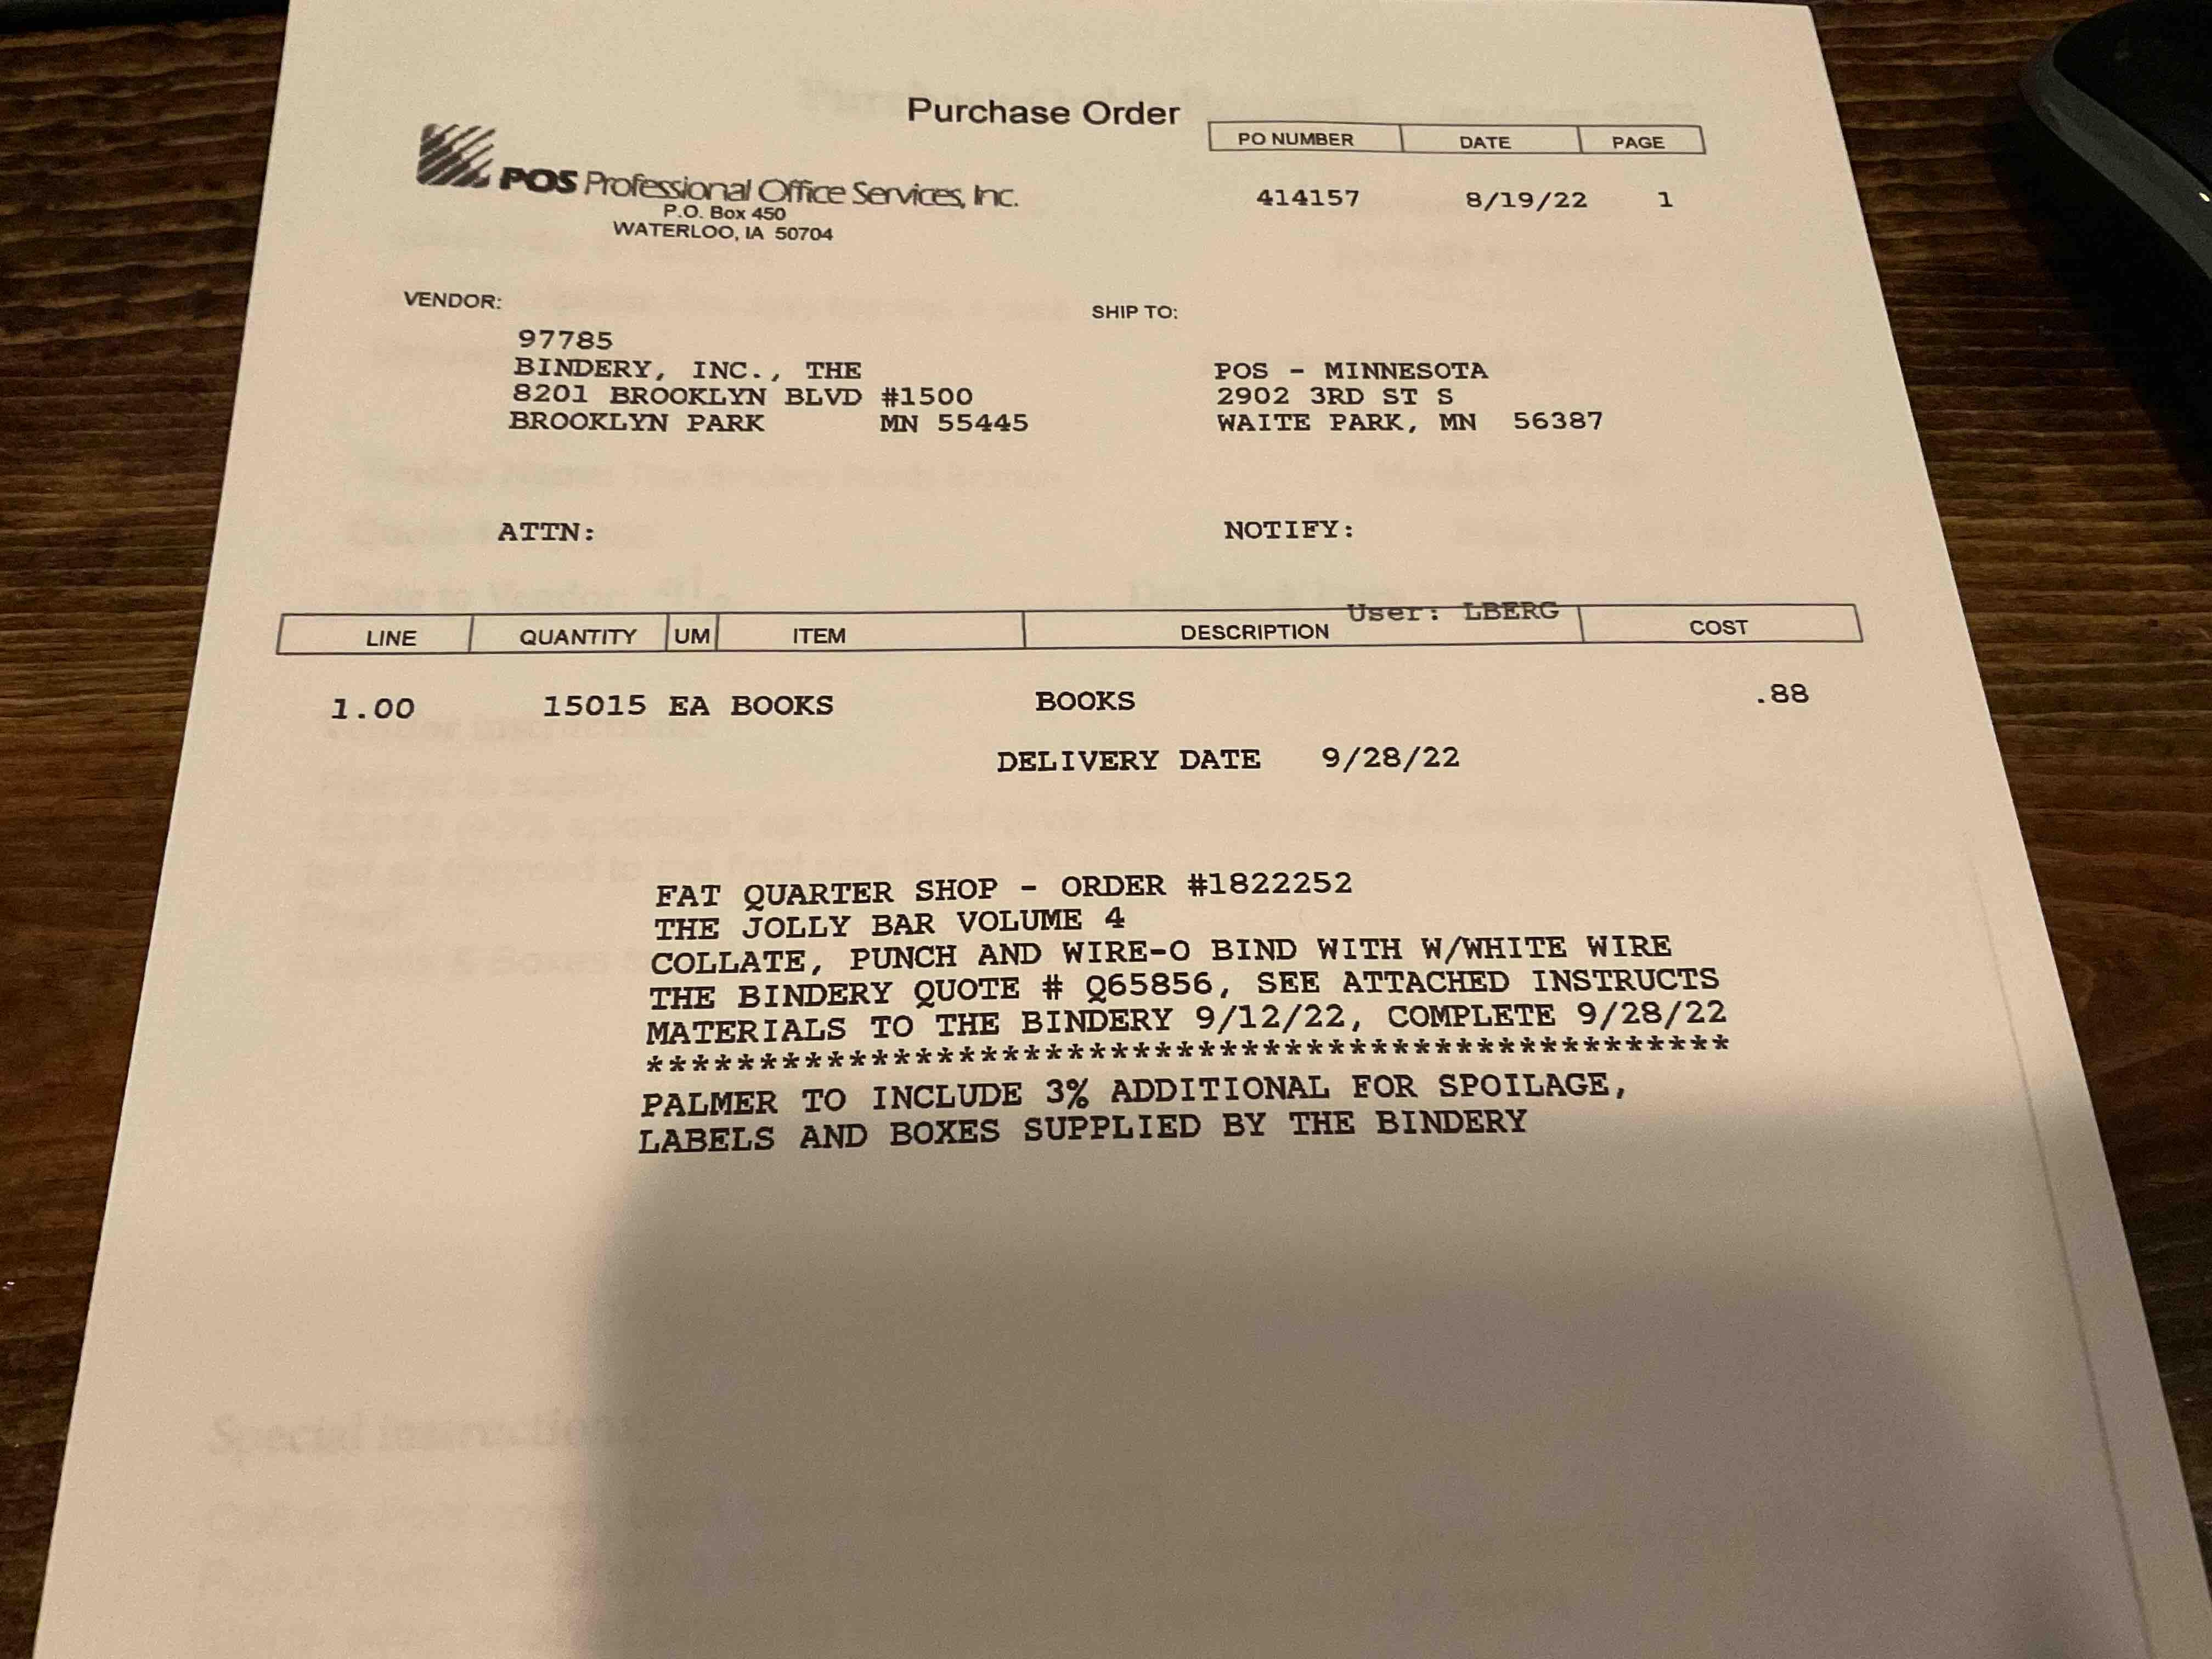 Purchase Order
PO NUMBER DATE PAGE
POS Professional Office Services, Inc.
P.O. Box 450
WATERLOO, IA 50704
414157 8/19/22 1
VENDOR:
97785
BINDERY, INC., THE
8201 BROOKLYN BLVD #1500
BROOKLYN PARK MN 55445
SHIP TO:
POS - MINNESOTA
2902 3RD ST S
WAITE PARK, MN 56387
ATTN:
NOTIFY:
User: LBERG
LINE QUANTITY UM ITEM DESCRIPTION COST
1.00 15015 EA BOOKS BOOKS .88
DELIVERY DATE 9/28/22
FAT QUARTER SHOP - ORDER #1822252
THE JOLLY BAR VOLUME 4
COLLATE, PUNCH AND WIRE-O BIND WITH W/WHITE WIRE
THE BINDERY QUOTE # Q65856, SEE ATTACHED INSTRUCTS
MATERIALS TO THE BINDERY 9/12/22, COMPLETE 9/28/22
************************************************
PALMER TO INCLUDE 3% ADDITIONAL FOR SPOILAGE,
LABELS AND BOXES SUPPLIED BY THE BINDERY
Special Instructions: